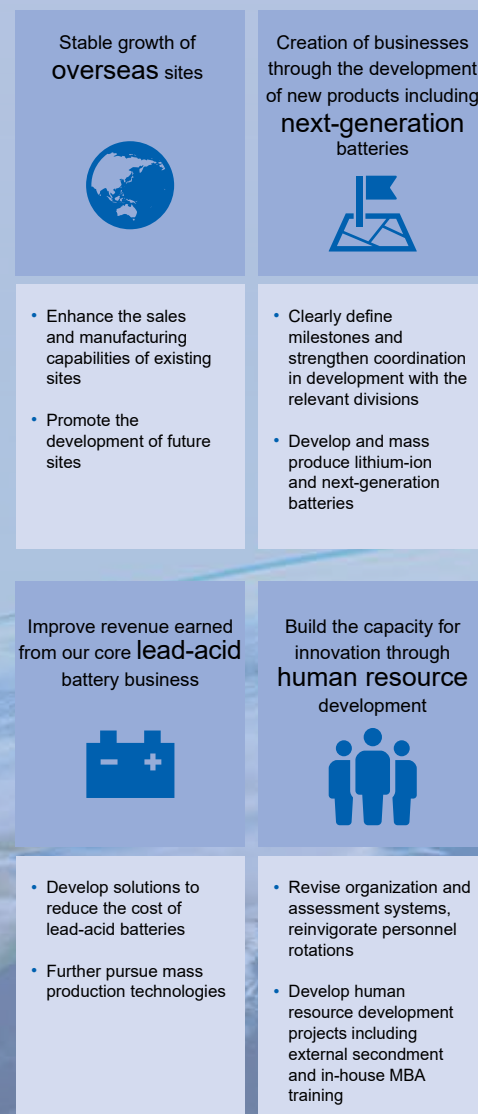 Stable growth of
overseas sites
Enhance the sales
and manufacturing
capabilities of existing
sites
Promote the
development of future
sites
Creation of businesses
through the development
of new products including
next-generation
batteries
Clearly define
milestones and
strengthen coordination
in development with the
relevant divisions
Develop and mass
produce lithium-ion
and next-generation
batteries
Improve revenue earned
from our core lead-acid
battery business
Develop solutions to
reduce the cost of
lead-acid batteries
Further pursue mass
production technologies
Build the capacity for
innovation through
human resource
development
Revise organization and
assessment systems,
reinvigorate personnel
rotations
Develop human
resource development
projects including
external secondment
and in-house MBA
training